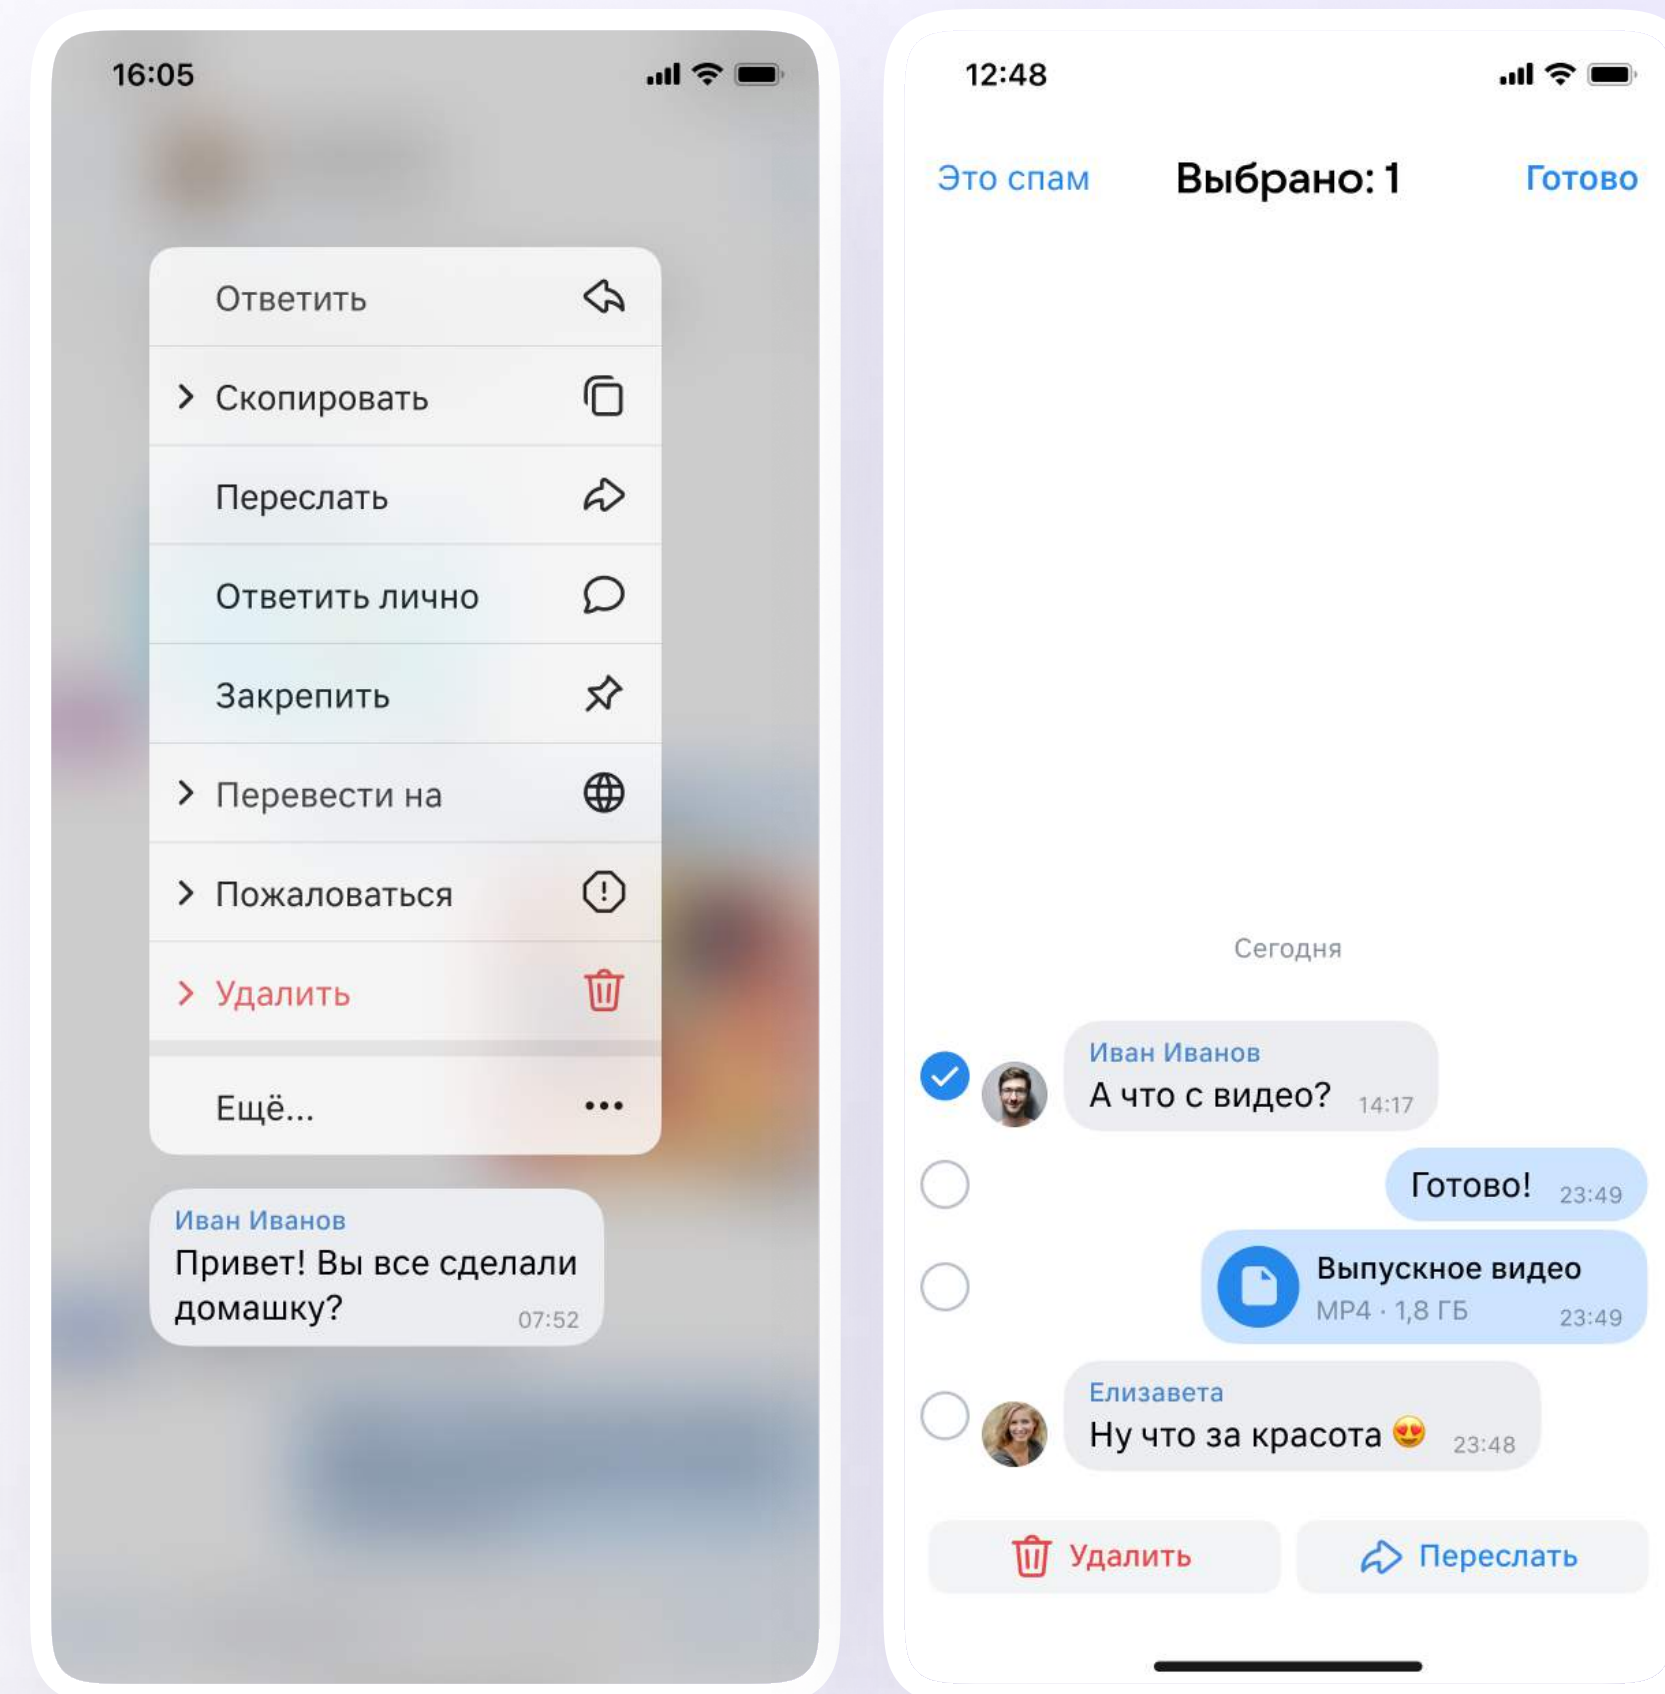 16:05
Ответить
Скопировать
Переслать
Ответить лично
Закрепить
Перевести на
Пожаловаться
Удалить
Ещё...
Иван Иванов
Привет! Вы все сделали
домашку? 07:52
12:48
Это спам Выбрано: 1 Готово
Сегодня
Иван Иванов
А что с видео? 14:17
Готово! 23:49
Выпускное видео
MP4 · 1,8 ГБ 23:49
Елизавета
Ну что за красота 😍 23:48
Удалить Переслать